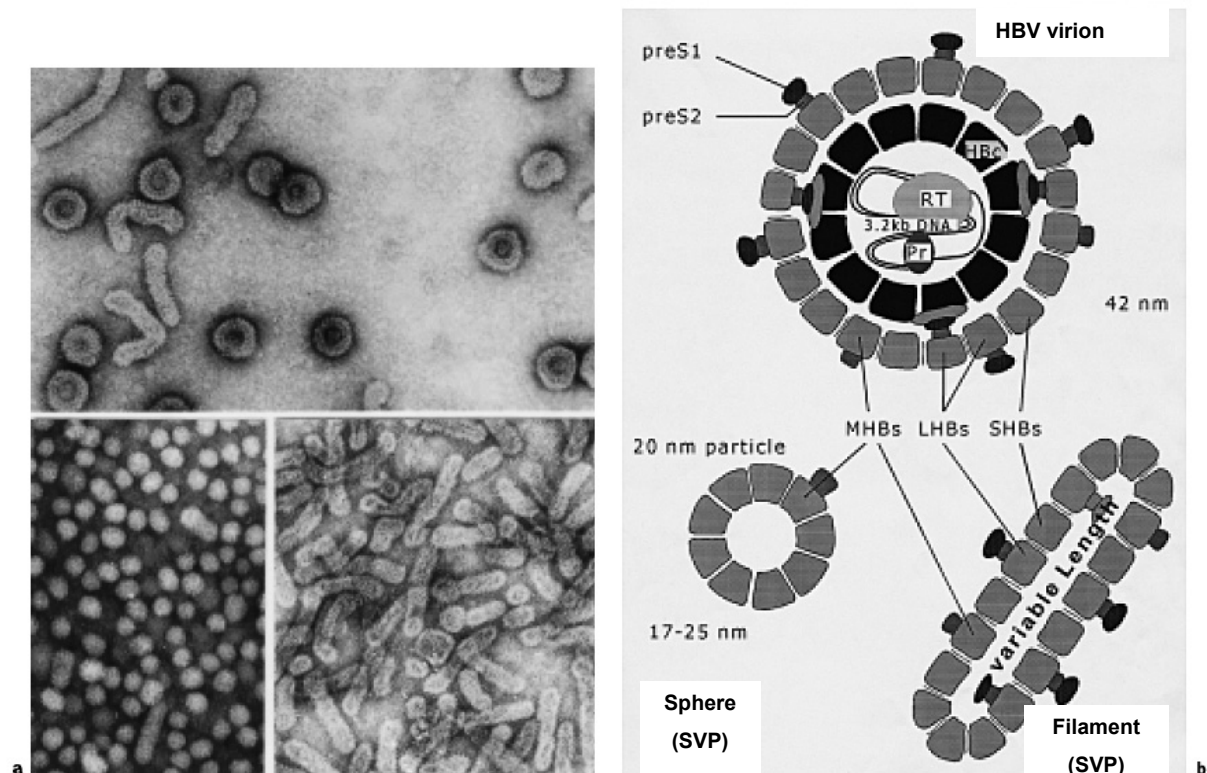 HBV virion
preS1
preS2
HBc
RT
3.2kb DNA
Pr
42 nm
MHBs LHBs SHBs
20 nm particle
variable Length
17-25 nm
Sphere
(SVP)
Filament
(SVP)
a
b